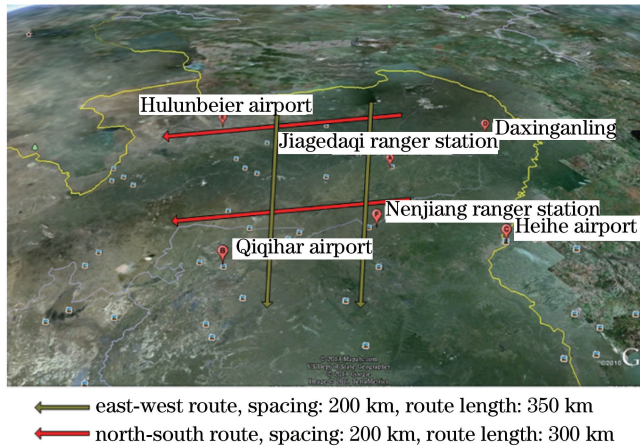 Hulunbeier airport
Daxinganling
Jiagedaqi ranger station
Nenjiang ranger station
Heihe airport
Qiqihar airport
©2010
G
east-west route, spacing: 200 km, route length: 350 km
north-south route, spacing: 200 km, route length: 300 km